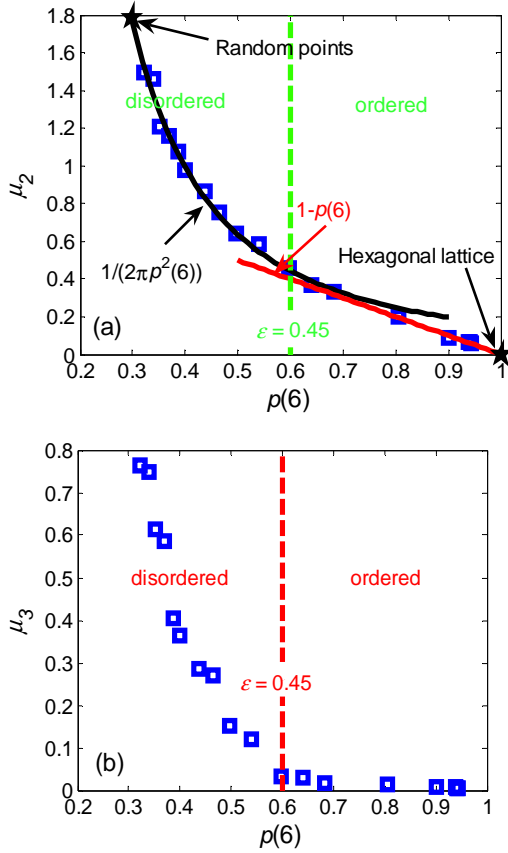 1.8
1.6
1.4
1.2
1
0.8
0.6
0.4
0.2
0
μ2
Random points
disordered
ordered
1-p(6)
Hexagonal lattice
1/(2πp²(6))
(a)
ε = 0.45
0.2 0.3 0.4 0.5 0.6 0.7 0.8 0.9 1
p(6)
0.8
0.7
0.6
0.5
0.4
0.3
0.2
0.1
0
μ3
disordered
ordered
ε = 0.45
(b)
0.2 0.3 0.4 0.5 0.6 0.7 0.8 0.9 1
p(6)